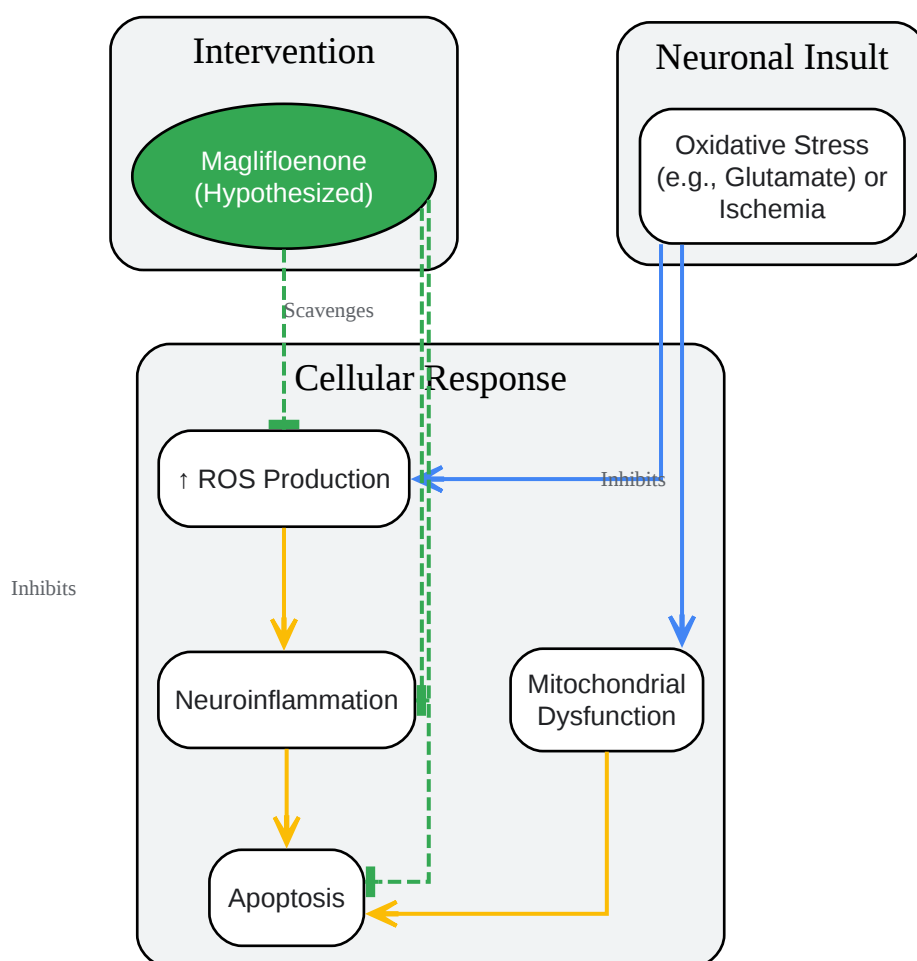 Intervention
Neuronal Insult
Maglifloenone
(Hypothesized)
Oxidative Stress
(e.g., Glutamate) or
Ischemia
Scavenges
Cellular Response
↑ ROS Production
Inhibits
Inhibits
Neuroinflammation
Mitochondrial
Dysfunction
Apoptosis